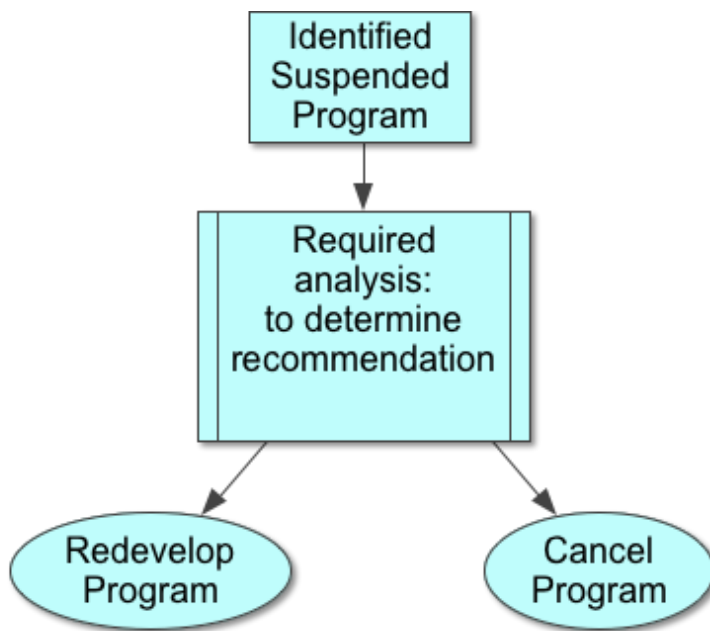 Identified
Suspended
Program
Required
analysis:
to determine
recommendation
Redevelop
Program
Cancel
Program